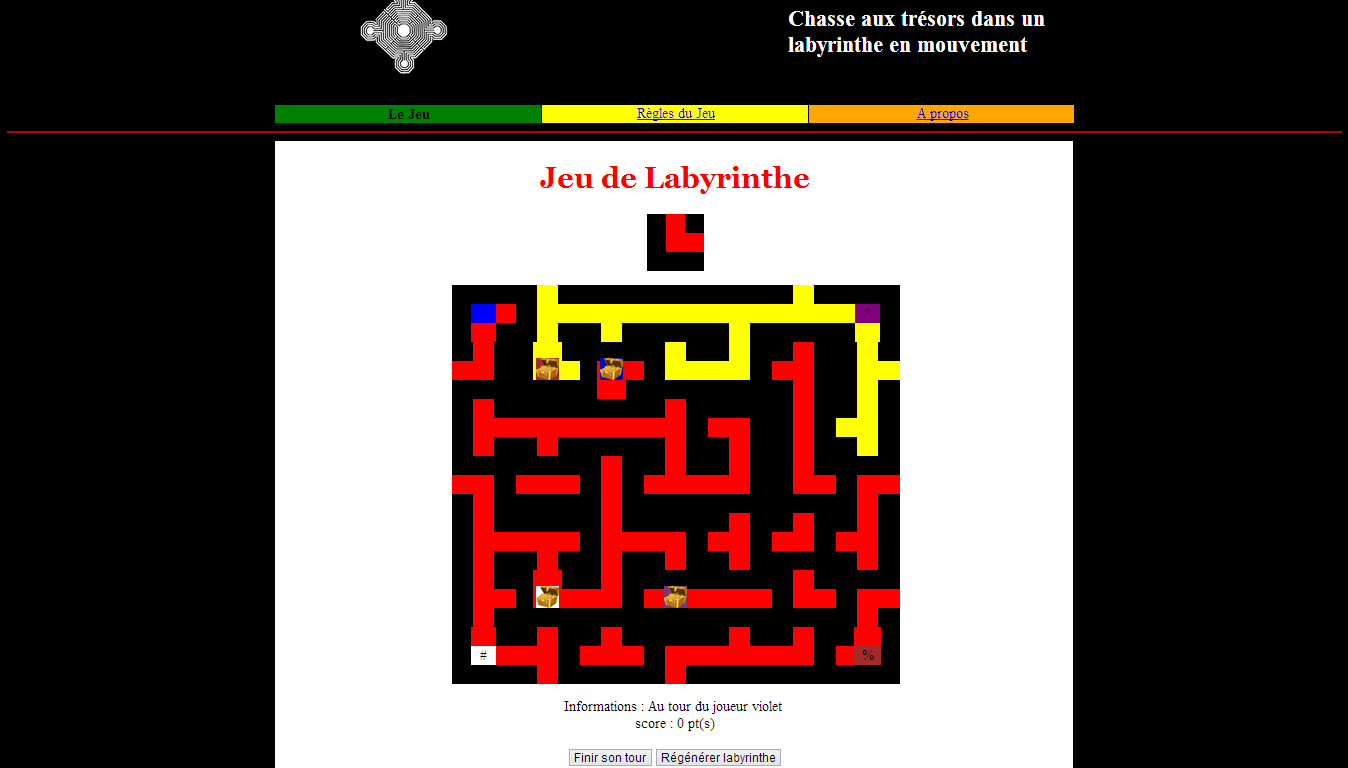 Chasse aux trésors dans un
labyrinthe en mouvement
Le Jeu Règles du Jeu A propos
Jeu de Labyrinthe
*
#
%
Informations : Au tour du joueur violet
score : 0 pt(s)
Finir son tour Régénérer labyrinthe